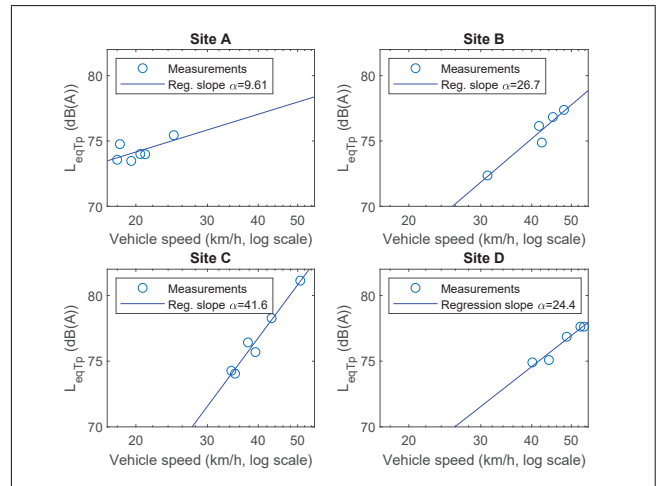 Site A
Measurements
Reg. slope α=9.61
80
75
70
L_eqTp (dB(A))
20 30 40 50
Vehicle speed (km/h, log scale)
Site B
Measurements
Reg. slope α=26.7
80
75
70
L_eqTp (dB(A))
20 30 40 50
Vehicle speed (km/h, log scale)
Site C
Measurements
Reg. slope α=41.6
80
75
70
L_eqTp (dB(A))
20 30 40 50
Vehicle speed (km/h, log scale)
Site D
Measurements
Regression slope α=24.4
80
75
70
L_eqTp (dB(A))
20 30 40 50
Vehicle speed (km/h, log scale)